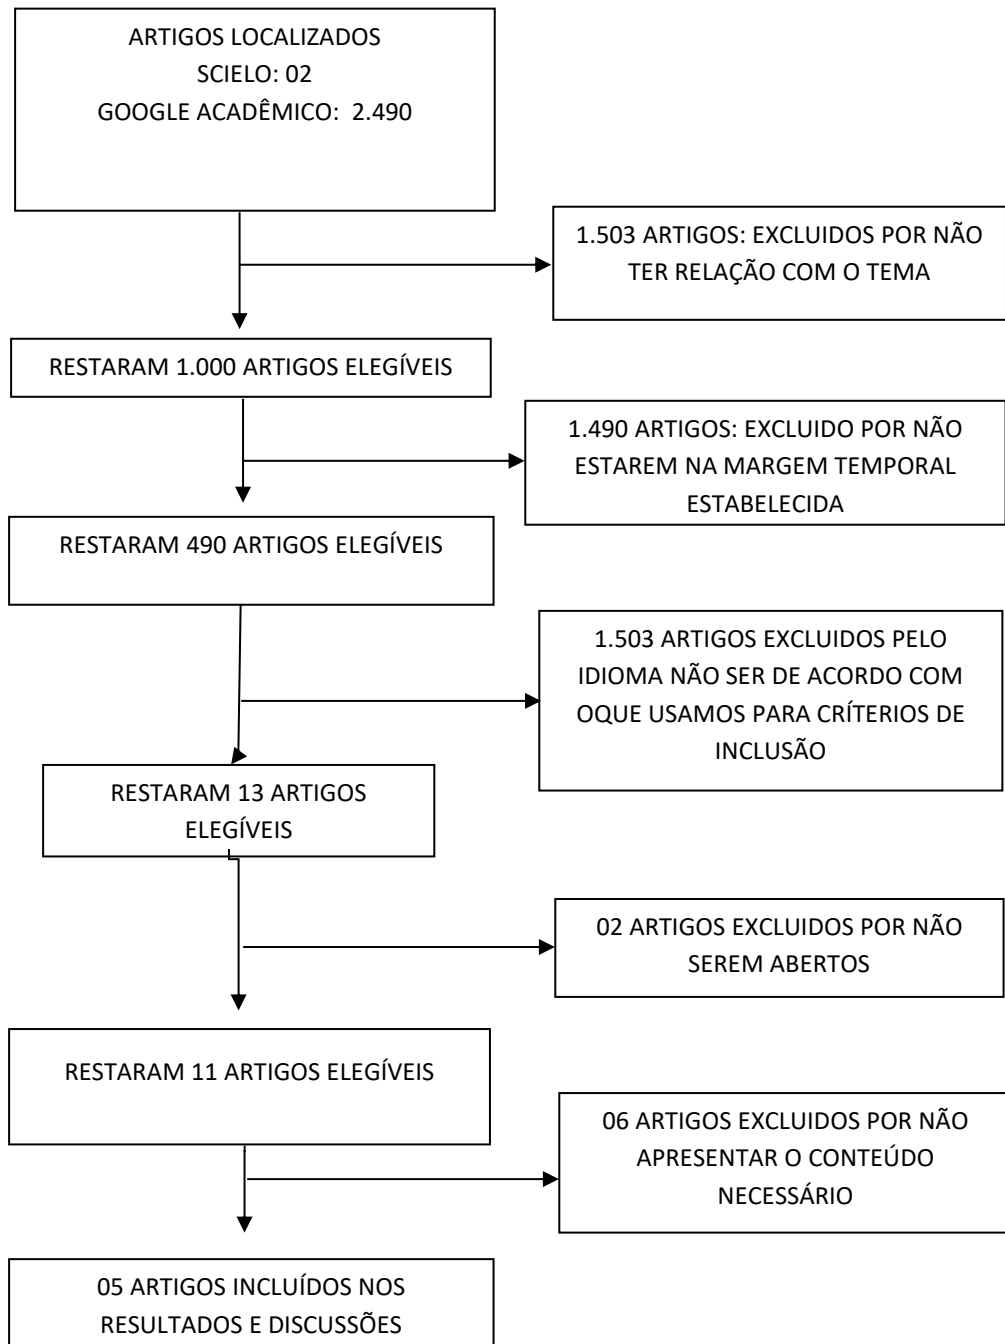 ARTIGOS LOCALIZADOS
SCIELO: 02
GOOGLE ACADÊMICO: 2.490
1.503 ARTIGOS: EXCLUIDOS POR NÃO
TER RELAÇÃO COM O TEMA
RESTARAM 1.000 ARTIGOS ELEGÍVEIS
1.490 ARTIGOS: EXCLUIDO POR NÃO
ESTAREM NA MARGEM TEMPORAL
ESTABELECIDA
RESTARAM 490 ARTIGOS ELEGÍVEIS
1.503 ARTIGOS EXCLUIDOS PELO
IDIOMA NÃO SER DE ACORDO COM
OQUE USAMOS PARA CRÍTERIOS DE
INCLUSÃO
RESTARAM 13 ARTIGOS
ELEGÍVEIS
02 ARTIGOS EXCLUIDOS POR NÃO
SEREM ABERTOS
RESTARAM 11 ARTIGOS ELEGÍVEIS
06 ARTIGOS EXCLUIDOS POR NÃO
APRESENTAR O CONTEÚDO
NECESSÁRIO
05 ARTIGOS INCLUÍDOS NOS
RESULTADOS E DISCUSSÕES